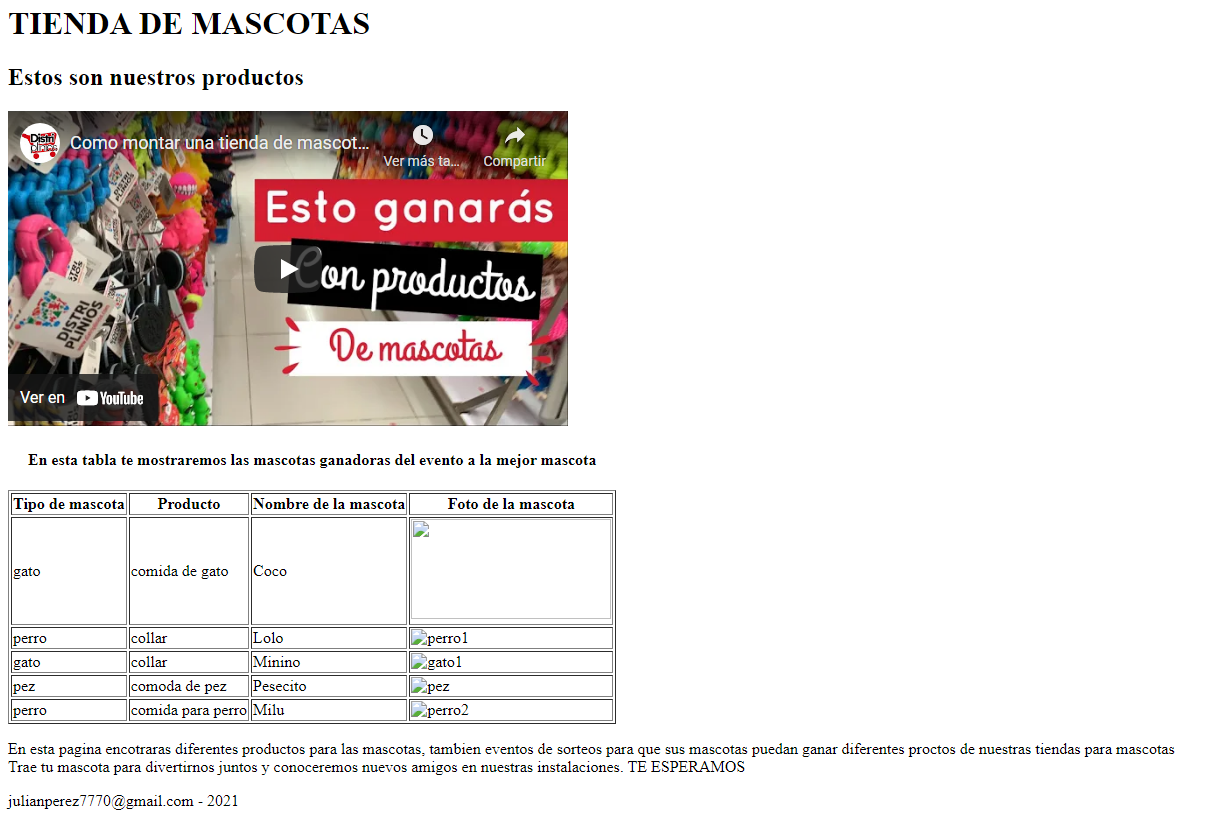 TIENDA DE MASCOTAS
Estos son nuestros productos
Distri
Como montar una tienda de mascot...
Ver más ta...
Compartir
Esto ganarás
Con productos
De mascotas
DISTRI
PLINIOS
DISTRI
PLINIOS
Ver en YouTube
En esta tabla te mostraremos las mascotas ganadoras del evento a la mejor mascota
Tipo de mascota Producto Nombre de la mascota Foto de la mascota
gato comida de gato Coco
perro collar Lolo perro1
gato collar Minino gato1
pez comoda de pez Pesecito pez
perro comida para perro Milu perro2
En esta pagina encotraras diferentes productos para las mascotas, tambien eventos de sorteos para que sus mascotas puedan ganar diferentes proctos de nuestras tiendas para mascotas
Trae tu mascota para divertirnos juntos y conoceremos nuevos amigos en nuestras instalaciones. TE ESPERAMOS
julianperez7770@gmail.com - 2021